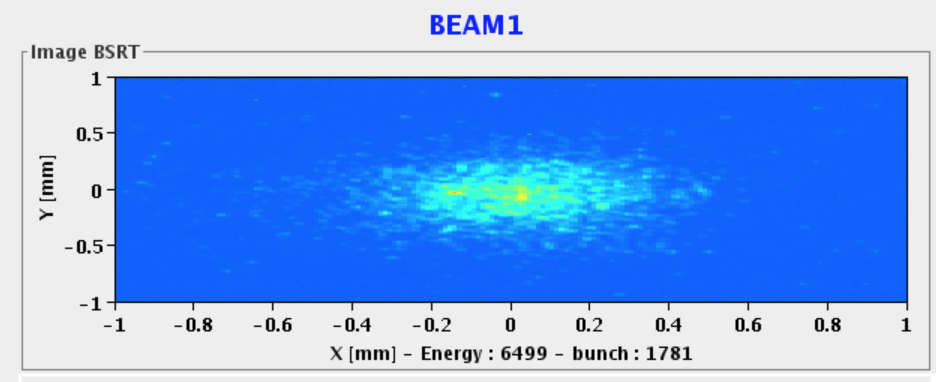 BEAM1
Image BSRT
1
0.5
0
-0.5
-1
Y [mm]
-1 -0.8 -0.6 -0.4 -0.2 0 0.2 0.4 0.6 0.8 1
X [mm] - Energy : 6499 - bunch : 1781